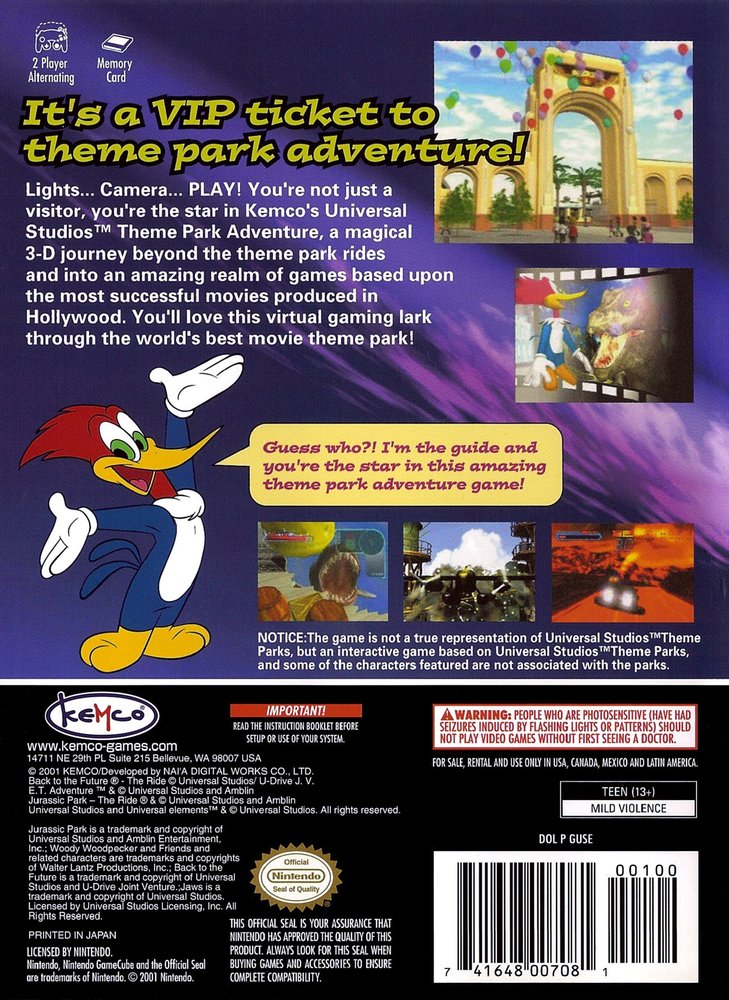 2 Player
Alternating
Memory
Card
It's a VIP ticket to
theme park adventure!
Lights... Camera... PLAY! You're not just a
visitor, you're the star in Kemco's Universal
Studios™ Theme Park Adventure, a magical
3-D journey beyond the theme park rides
and into an amazing realm of games based upon
the most successful movies produced in
Hollywood. You'll love this virtual gaming lark
through the world's best movie theme park!
Guess who?! I'm the guide and
you're the star in this amazing
theme park adventure game!
NOTICE:The game is not a true representation of Universal Studios™Theme
Parks, but an interactive game based on Universal Studios™Theme Parks,
and some of the characters featured are not associated with the parks.
KEMCO®
www.kemco-games.com
14711 NE 29th PL Suite 215 Bellevue, WA 98007 USA
© 2001 KEMCO/Developed by NAI'A DIGITAL WORKS CO., LTD.
Back to the Future ® - The Ride © Universal Studios/ U-Drive J. V.
E.T. Adventure ™ & © Universal Studios and Amblin
Jurassic Park – The Ride ® & © Universal Studios and Amblin
Universal Studios and Universal elements™ & © Universal Studios. All rights reserved.
Jurassic Park is a trademark and copyright of
Universal Studios and Amblin Entertainment,
Inc.; Woody Woodpecker and Friends and
related characters are trademarks and copyrights
of Walter Lantz Productions, Inc.; Back to the
Future is a trademark and copyright of Universal
Studios and U-Drive Joint Venture.;Jaws is a
trademark and copyright of Universal Studios.
Licensed by Universal Studios Licensing, Inc. All
Rights Reserved.
PRINTED IN JAPAN
LICENSED BY NINTENDO.
Nintendo, Nintendo GameCube and the Official Seal
are trademarks of Nintendo. © 2001 Nintendo.
IMPORTANT!
READ THE INSTRUCTION BOOKLET BEFORE
SETUP OR USE OF YOUR SYSTEM.
Official
Nintendo
Seal of Quality
THIS OFFICIAL SEAL IS YOUR ASSURANCE THAT
NINTENDO HAS APPROVED THE QUALITY OF THIS
PRODUCT. ALWAYS LOOK FOR THIS SEAL WHEN
BUYING GAMES AND ACCESSORIES TO ENSURE
COMPLETE COMPATIBILITY.
WARNING: PEOPLE WHO ARE PHOTOSENSITIVE (HAVE HAD
SEIZURES INDUCED BY FLASHING LIGHTS OR PATTERNS) SHOULD
NOT PLAY VIDEO GAMES WITHOUT FIRST SEEING A DOCTOR.
FOR SALE, RENTAL AND USE ONLY IN USA, CANADA, MEXICO AND LATIN AMERICA.
TEEN (13+)
MILD VIOLENCE
DOL P GUSE
00100
7 41648 00708 1